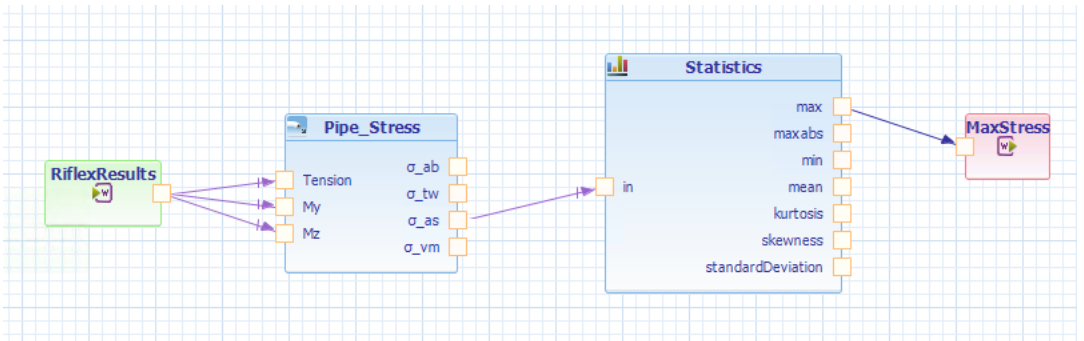 RiflexResults
W
Pipe_Stress
Tension
My
Mz
σ_ab
σ_tw
σ_as
σ_vm
Statistics
in
max
maxabs
min
mean
kurtosis
skewness
standardDeviation
MaxStress
W